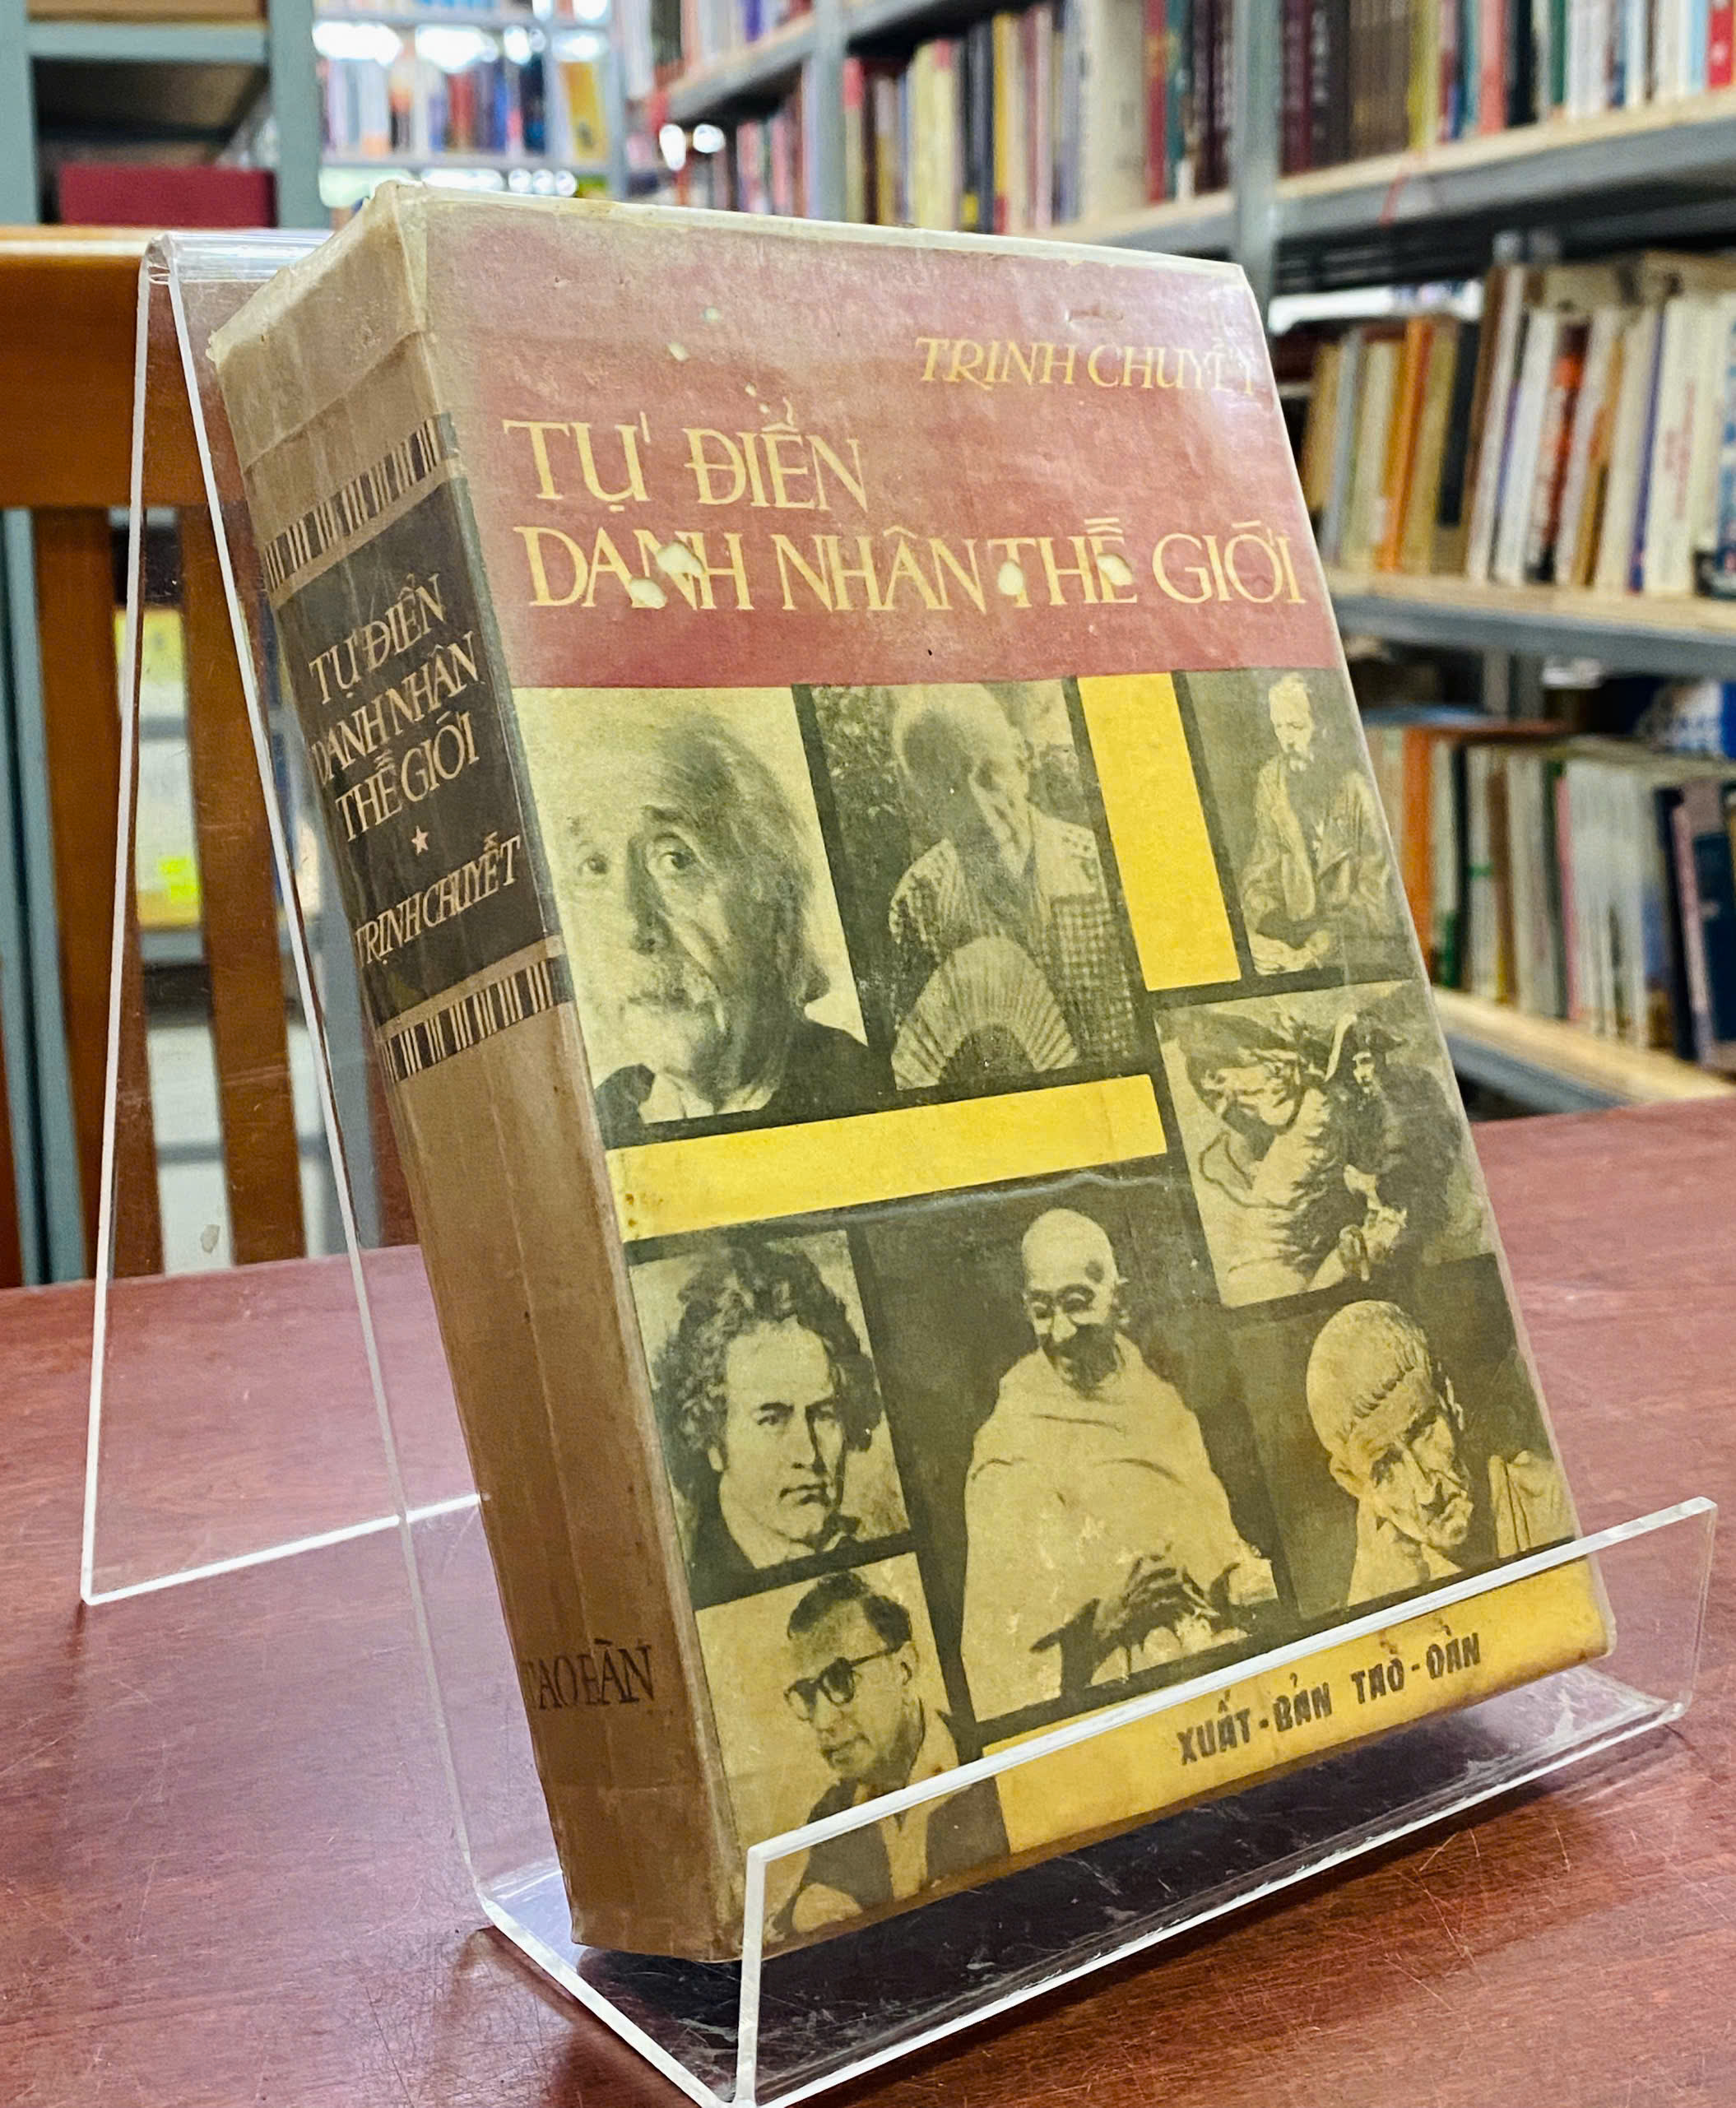 TRỊNH CHUYẾT
TỰ ĐIỂN
DANH NHÂN THẾ GIỚI
XUẤT-BẢN TAO-ĐÀN
TỰ ĐIỂN
DANH NHÂN
THẾ GIỚI
TRỊNH CHUYẾT
TAO ĐÀN